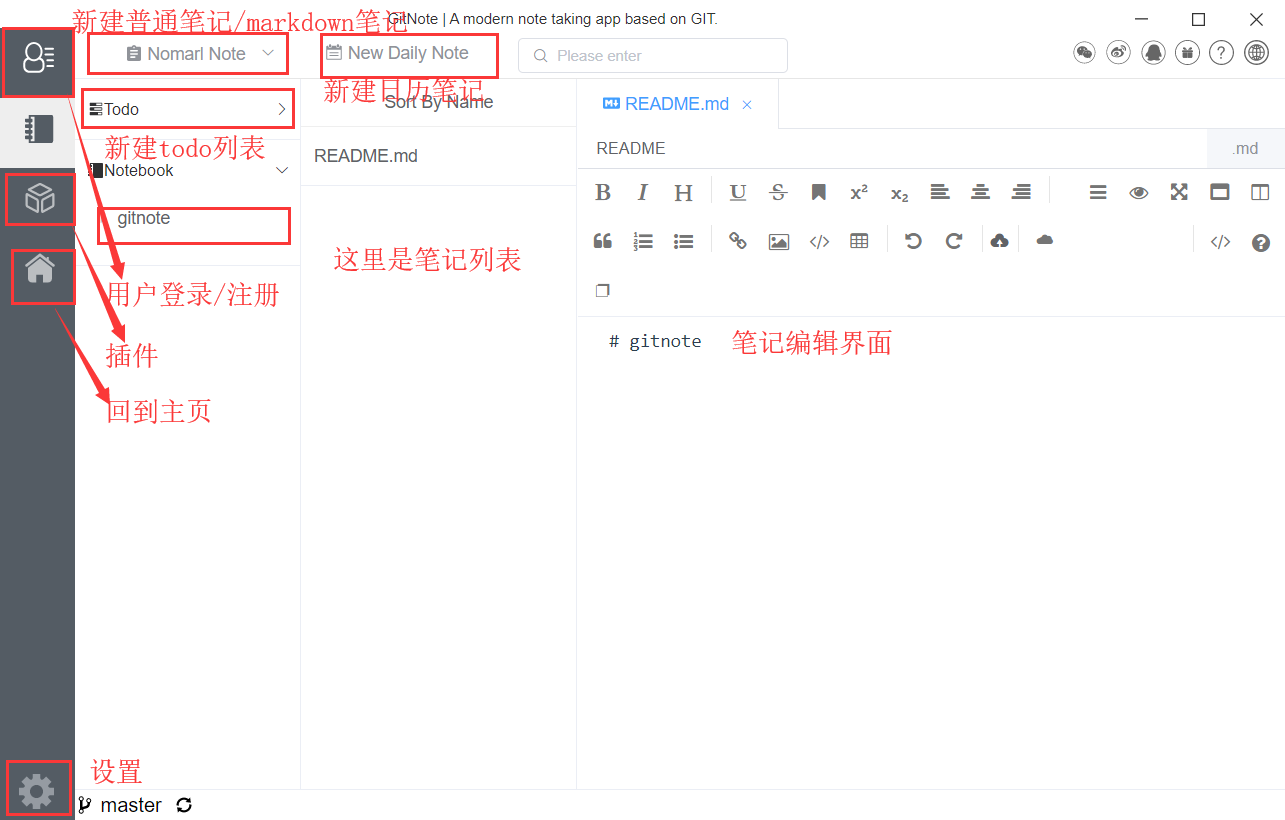 新建普通笔记/markdown笔记
GitNote | A modern note taking app based on GIT.
Nomarl Note
New Daily Note
Please enter
新建日历笔记
Sort By Name
README.md
Todo
新建todo列表
README.md
README
.md
Notebook
gitnote
这里是笔记列表
用户登录/注册
# gitnote
笔记编辑界面
插件
回到主页
设置
master